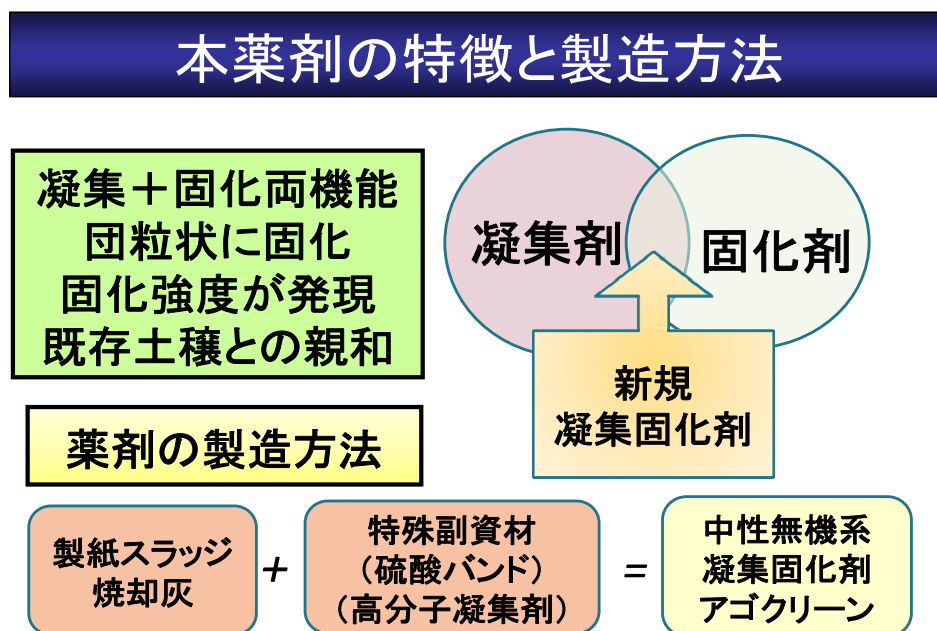 本薬剤の特徴と製造方法
凝集＋固化両機能
団粒状に固化
固化強度が発現
既存土壌との親和
凝集剤
固化剤
新規
凝集固化剤
薬剤の製造方法
製紙スラッジ
焼却灰
+
特殊副資材
（硫酸バンド）
（高分子凝集剤）
=
中性無機系
凝集固化剤
アゴクリーン